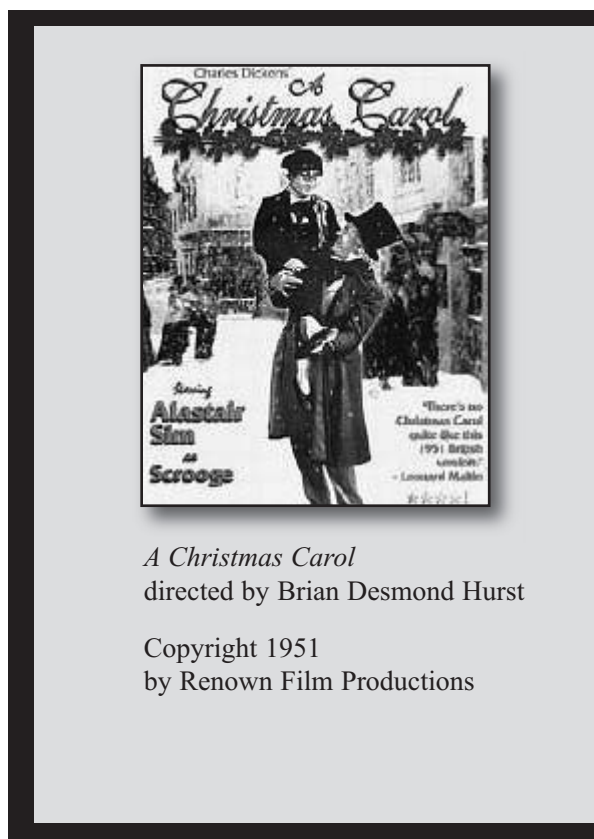 Charles Dickens'
A
Christmas Carol
Starring
Alastair
Sim
as
Scrooge
"There's no
Christmas Carol
quite like this
1951 British
version."
- Leonard Maltin
A Christmas Carol
directed by Brian Desmond Hurst
Copyright 1951
by Renown Film Productions